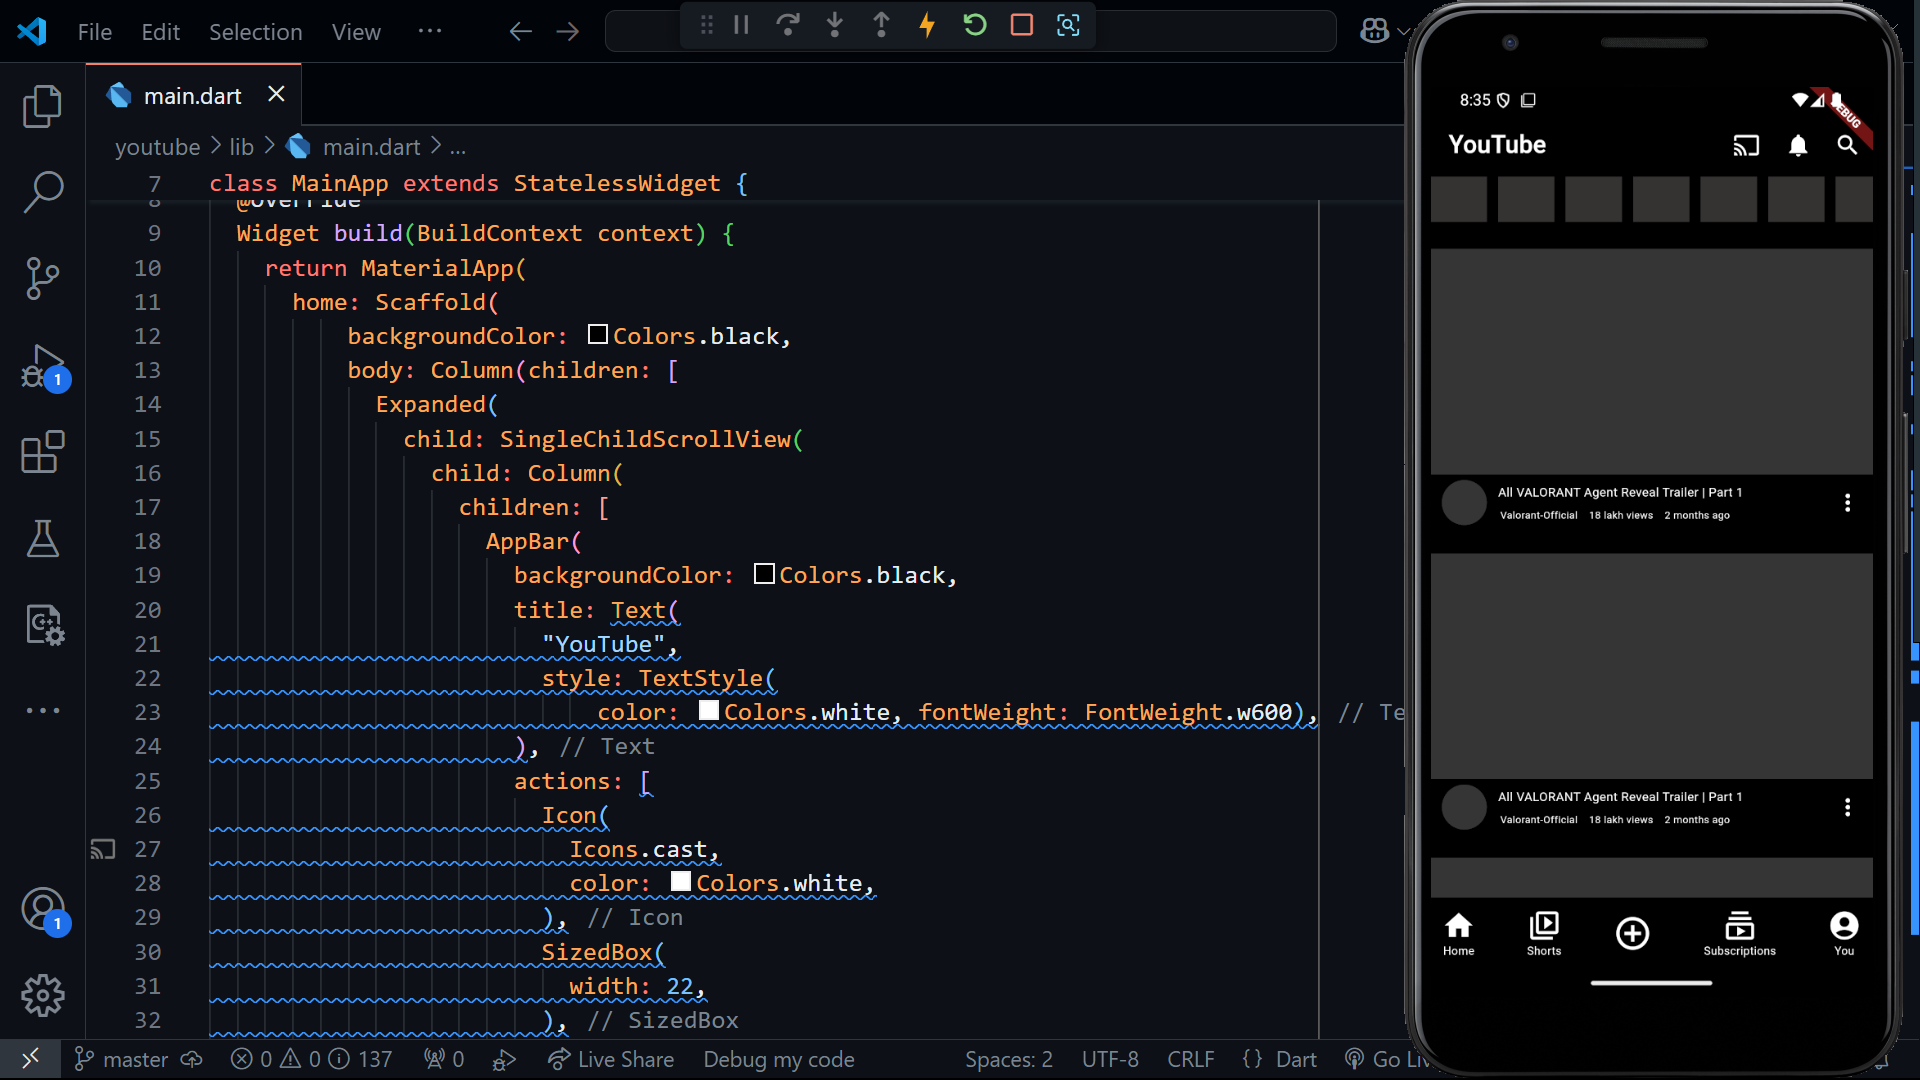 File Edit Selection View ···
main.dart
youtube > lib > main.dart > ...
7 class MainApp extends StatelessWidget {
8 @override
9 Widget build(BuildContext context) {
10 return MaterialApp(
11 home: Scaffold(
12 backgroundColor: Colors.black,
13 body: Column(children: [
14 Expanded(
15 child: SingleChildScrollView(
16 child: Column(
17 children: [
18 AppBar(
19 backgroundColor: Colors.black,
20 title: Text(
21 "YouTube",
22 style: TextStyle(
23 color: Colors.white, fontWeight: FontWeight.w600), // Te
24 ), // Text
25 actions: [
26 Icon(
27 Icons.cast,
28 color: Colors.white,
29 ), // Icon
30 SizedBox(
31 width: 22,
32 ), // SizedBox
1
1
master 0 0 137 0 Live Share Debug my code Spaces: 2 UTF-8 CRLF {} Dart Go Li
8:35
DEBUG
YouTube
All VALORANT Agent Reveal Trailer | Part 1
Valorant-Official 18 lakh views 2 months ago
All VALORANT Agent Reveal Trailer | Part 1
Valorant-Official 18 lakh views 2 months ago
Home Shorts Subscriptions You